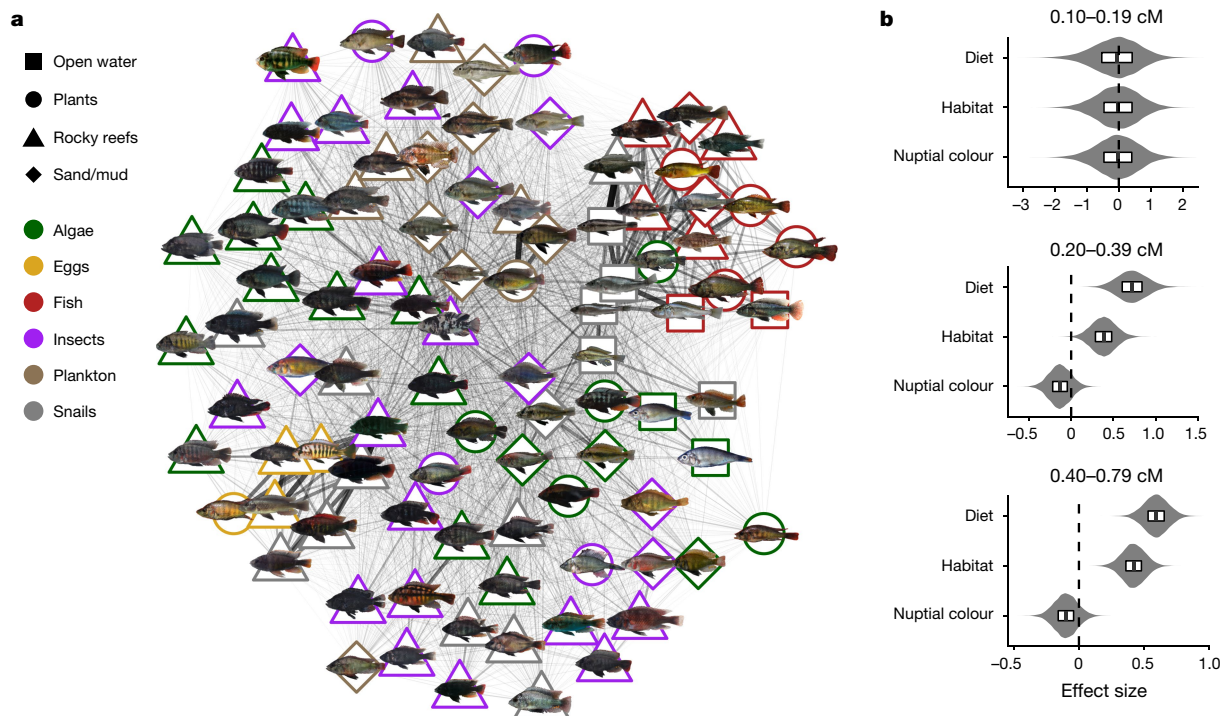 a
Open water
Plants
Rocky reefs
Sand/mud
Algae
Eggs
Fish
Insects
Plankton
Snails
b
0.10–0.19 cM
Diet
Habitat
Nuptial colour
–3 –2 –1 0 1 2
0.20–0.39 cM
Diet
Habitat
Nuptial colour
–0.5 0 0.5 1.0 1.5
0.40–0.79 cM
Diet
Habitat
Nuptial colour
–0.5 0 0.5 1.0
Effect size